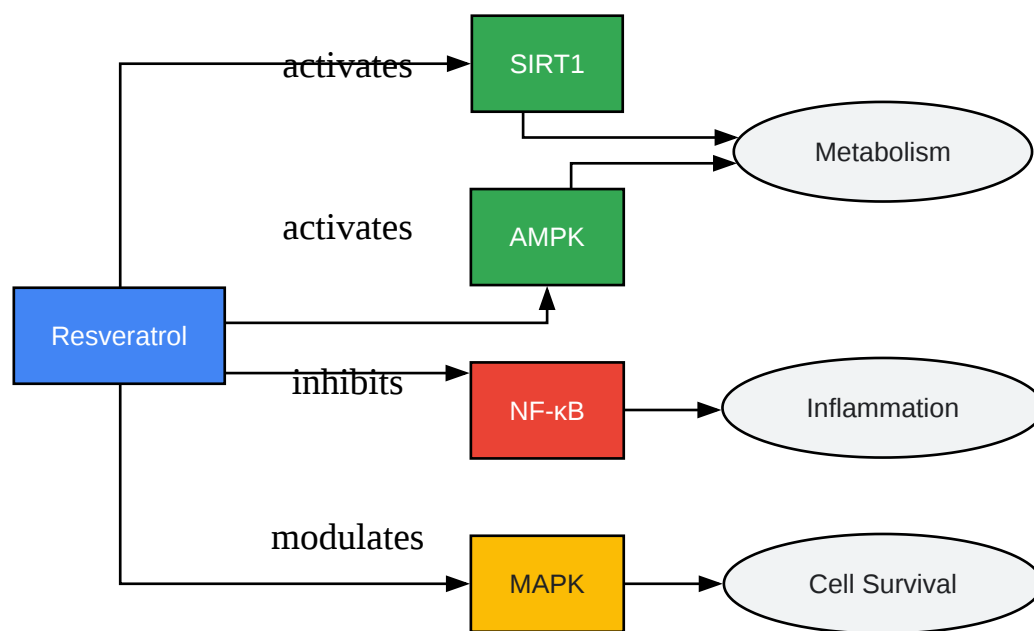 activates
SIRT1
Metabolism
activates
AMPK
Resveratrol
inhibits
NF-κB
Inflammation
modulates
MAPK
Cell Survival